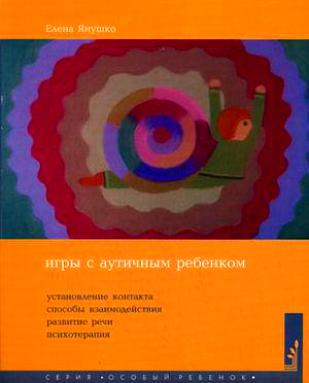 Елена Янушко
игры с аутичным ребенком
установление контакта
способы взаимодействия
развитие речи
психотерапия
СЕРИЯ •ОСОБЫЙ РЕБЕНОК•